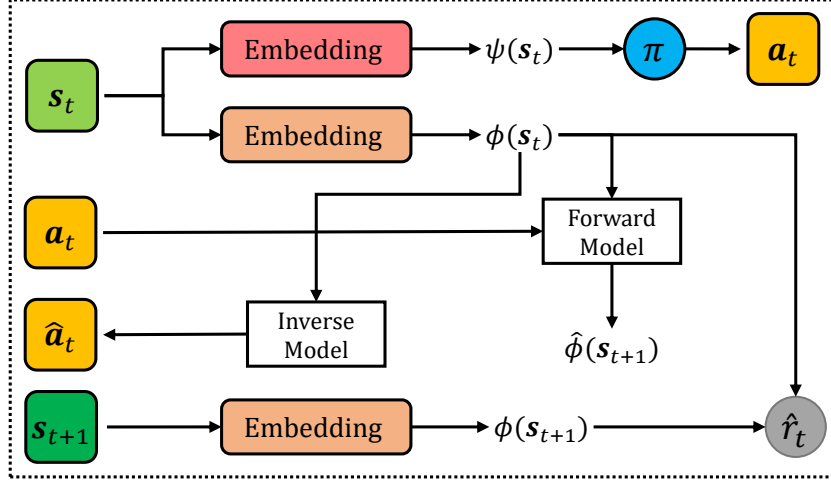 Embedding
ψ(s_t)
π
a_t
s_t
Embedding
ϕ(s_t)
a_t
Forward
Model
â_t
Inverse
Model
ϕ̂(s_{t+1})
s_{t+1}
Embedding
ϕ(s_{t+1})
r̂_t